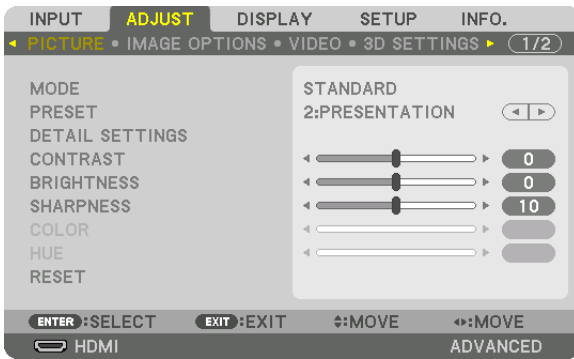 INPUT ADJUST DISPLAY SETUP INFO.
PICTURE • IMAGE OPTIONS • VIDEO • 3D SETTINGS 1/2
MODE STANDARD
PRESET 2:PRESENTATION
DETAIL SETTINGS
CONTRAST 0
BRIGHTNESS 0
SHARPNESS 10
COLOR
HUE
RESET
ENTER:SELECT EXIT:EXIT :MOVE :MOVE
HDMI ADVANCED